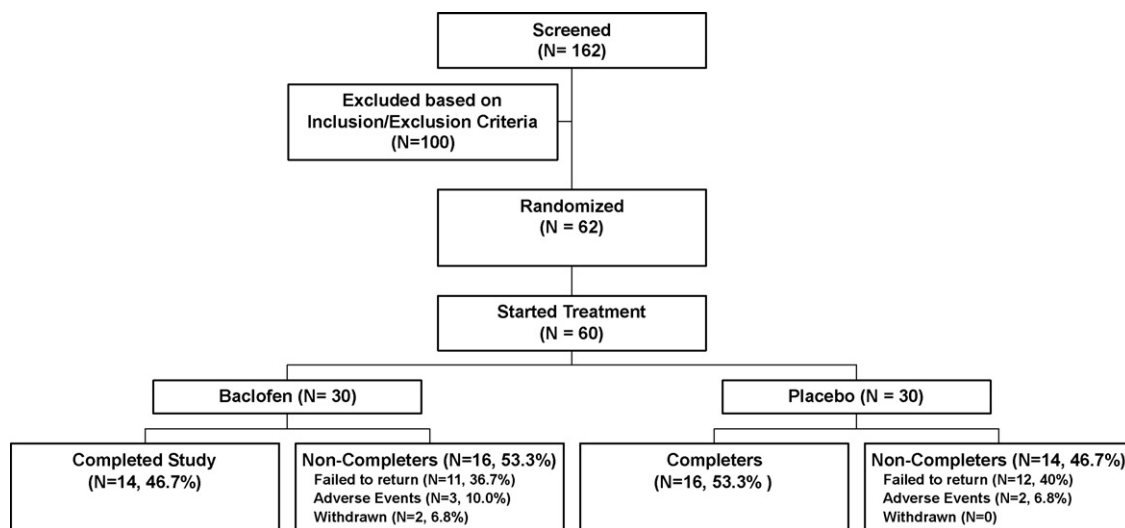 Screened
(N= 162)
Excluded based on
Inclusion/Exclusion Criteria
(N=100)
Randomized
(N = 62)
Started Treatment
(N = 60)
Baclofen (N= 30)
Placebo (N = 30)
Completed Study
(N=14, 46.7%)
Non-Completers (N=16, 53.3%)
Failed to return (N=11, 36.7%)
Adverse Events (N=3, 10.0%)
Withdrawn (N=2, 6.8%)
Completers
(N=16, 53.3% )
Non-Completers (N=14, 46.7%)
Failed to return (N=12, 40%)
Adverse Events (N=2, 6.8%)
Withdrawn (N=0)